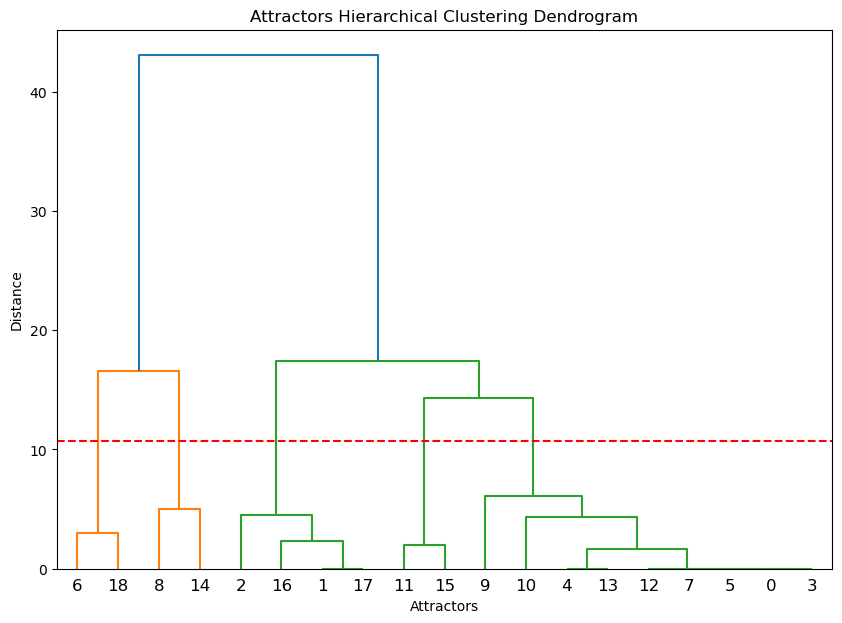 Attractors Hierarchical Clustering Dendrogram
40
30
20
10
0
Distance
6 18 8 14 2 16 1 17 11 15 9 10 4 13 12 7 5 0 3
Attractors